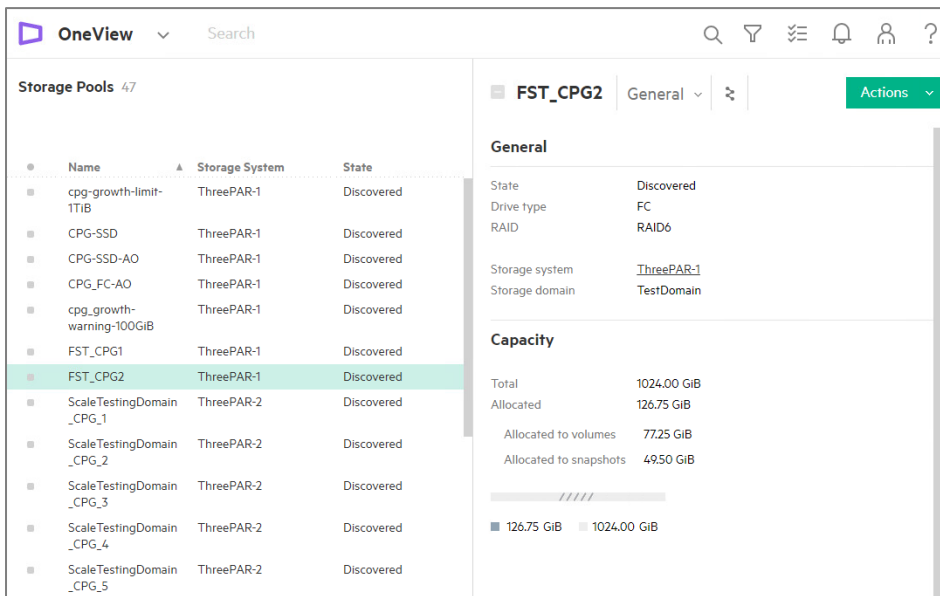 OneView
Search
Storage Pools 47
Name Storage System State
cpg-growth-limit- ThreePAR-1 Discovered
1TiB
CPG-SSD ThreePAR-1 Discovered
CPG-SSD-AO ThreePAR-1 Discovered
CPG_FC-AO ThreePAR-1 Discovered
cpg_growth- ThreePAR-1 Discovered
warning-100GiB
FST_CPG1 ThreePAR-1 Discovered
FST_CPG2 ThreePAR-1 Discovered
ScaleTestingDomain ThreePAR-2 Discovered
_CPG_1
ScaleTestingDomain ThreePAR-2 Discovered
_CPG_2
ScaleTestingDomain ThreePAR-2 Discovered
_CPG_3
ScaleTestingDomain ThreePAR-2 Discovered
_CPG_4
ScaleTestingDomain ThreePAR-2 Discovered
_CPG_5
FST_CPG2 General Actions
General
State Discovered
Drive type FC
RAID RAID6
Storage system ThreePAR-1
Storage domain TestDomain
Capacity
Total 1024.00 GiB
Allocated 126.75 GiB
Allocated to volumes 77.25 GiB
Allocated to snapshots 49.50 GiB
126.75 GiB 1024.00 GiB